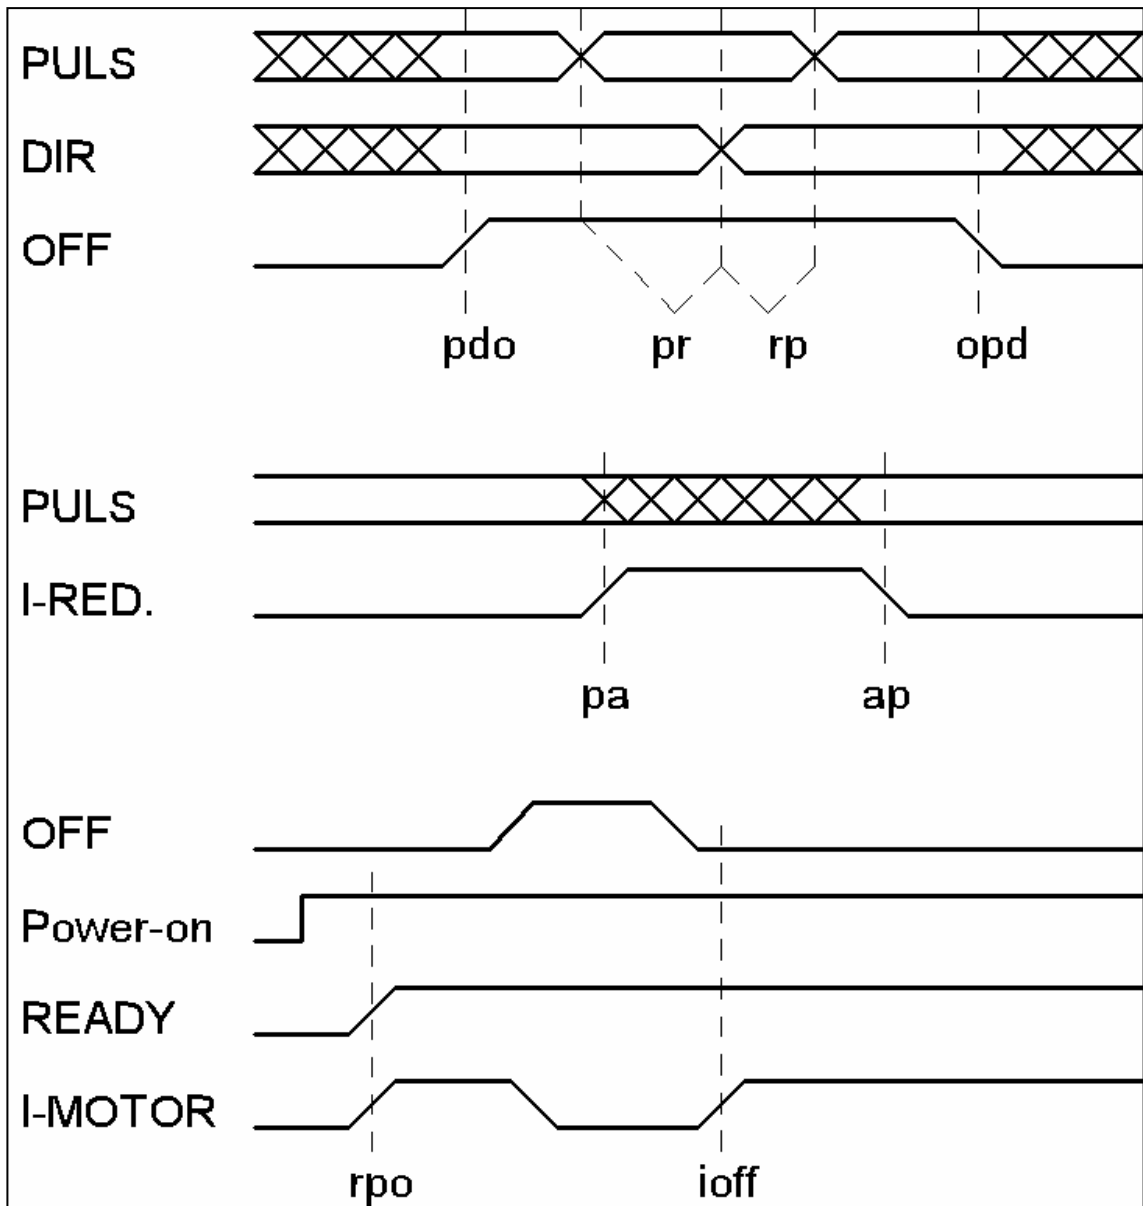 PULS
DIR
OFF
pdo pr rp opd
PULS
I-RED.
pa ap
OFF
Power-on
READY
I-MOTOR
rpo ioff